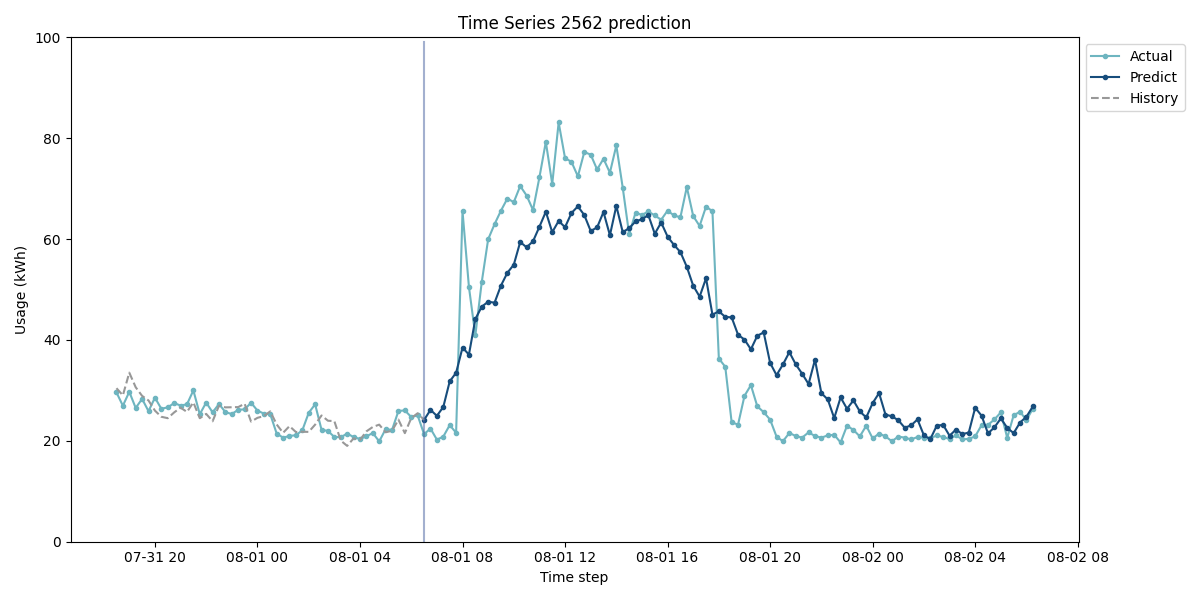 Time Series 2562 prediction
100
80
60
40
20
0
Usage (kWh)
07-31 20
08-01 00
08-01 04
08-01 08
08-01 12
08-01 16
08-01 20
08-02 00
08-02 04
08-02 08
Time step
Actual
Predict
History